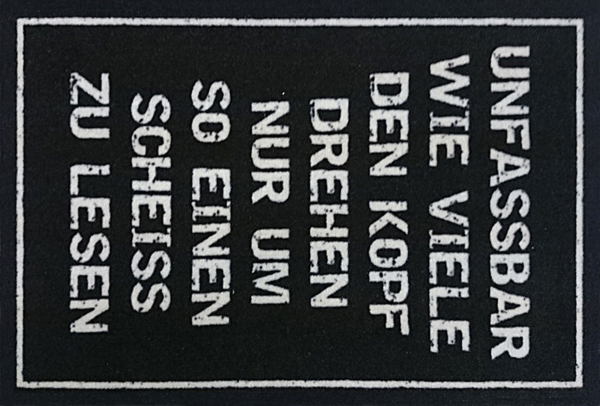 UNFASSBAR
WIE VIELE
DEN KOPF
DREHEN
NUR UM
SO EINEN
SCHEISS
ZU LESEN